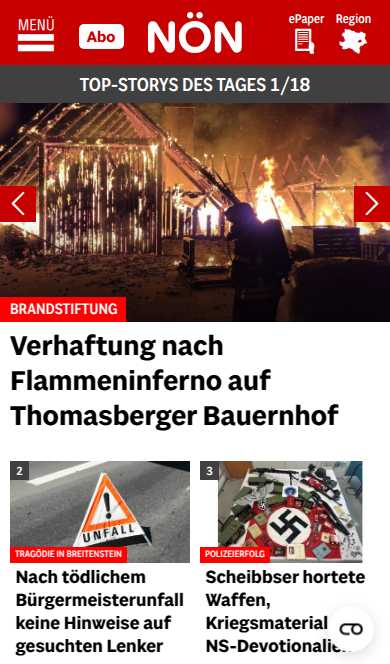 MENÜ
Abo
NÖN
ePaper
Region
TOP-STORYS DES TAGES 1/18
BRANDSTIFTUNG
Verhaftung nach
Flammeninferno auf
Thomasberger Bauernhof
2
UNFALL
TRAGÖDIE IN BREITENSTEIN
Nach tödlichem
Bürgermeisterunfall
keine Hinweise auf
gesuchten Lenker
3
POLIZEIERFOLG
Scheibbser hortete
Waffen,
Kriegsmaterial
NS-Devotionalien